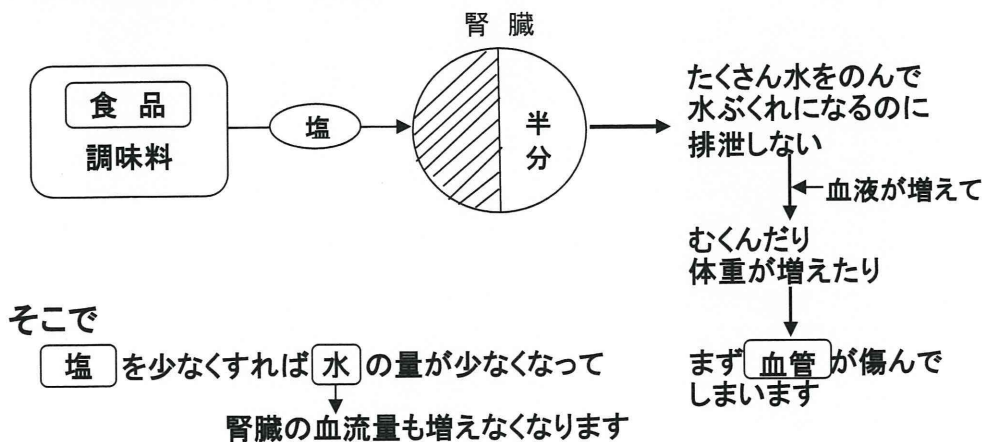 腎臓
食品
調味料
塩
半分
たくさん水をのんで
水ぶくれになるのに
排泄しない
血液が増えて
むくんだり
体重が増えたり
まず血管が傷んで
しまいます
そこで
塩を少なくすれば水の量が少なくなって
腎臓の血流量も増えなくなります